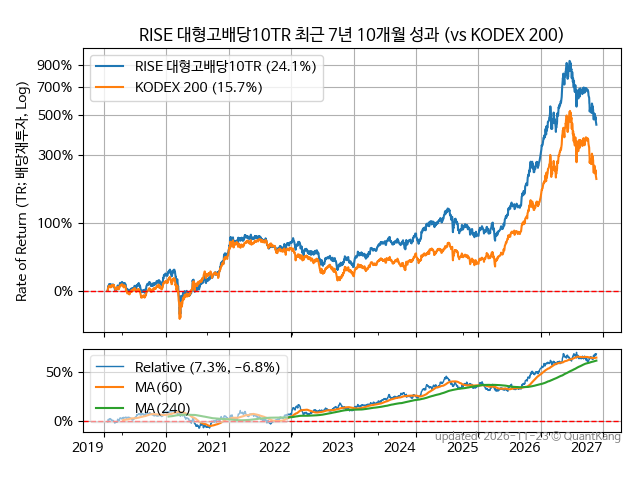 RISE 대형고배당10TR 최근 7년 10개월 성과 (vs KODEX 200)
Rate of Return (TR: 배당재투자, Log)
900%
700%
500%
300%
100%
0%
RISE 대형고배당10TR (24.1%)
KODEX 200 (15.7%)
50%
0%
Relative (7.3%, −6.8%)
MA(60)
MA(240)
updated: 2026−11−23 © QuantKang
2019 2020 2021 2022 2023 2024 2025 2026 2027